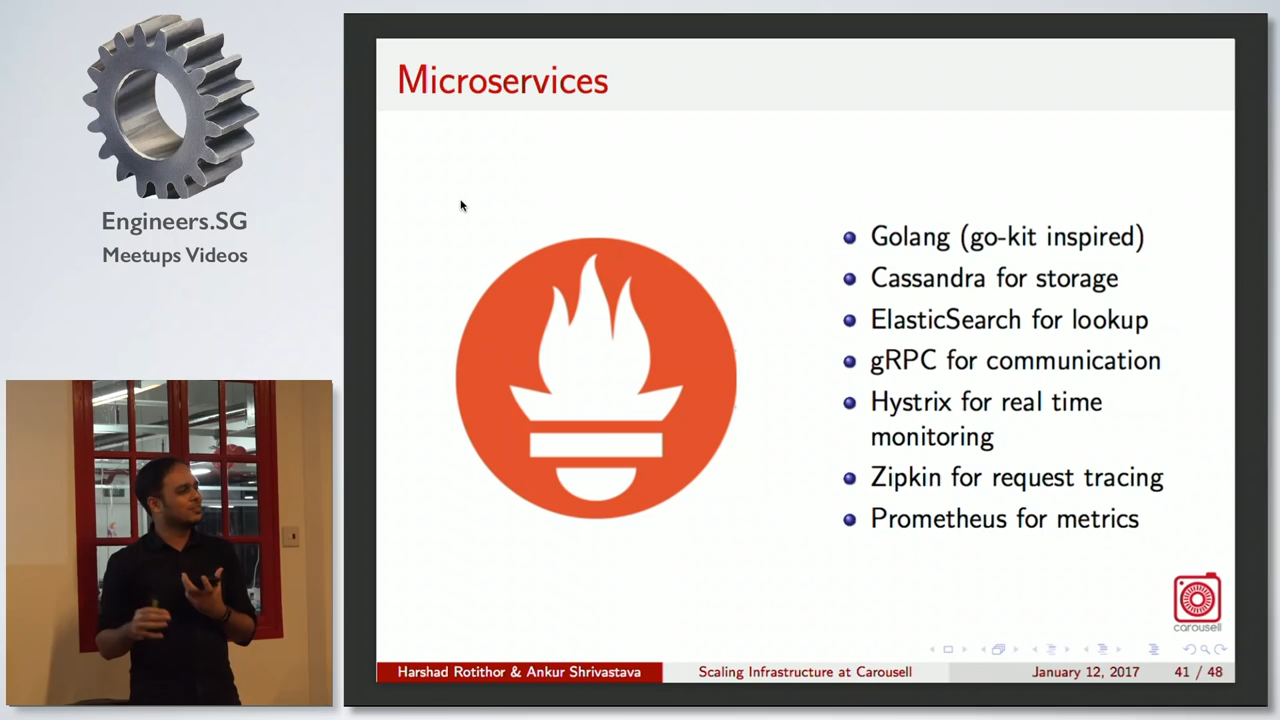 Engineers.SG
Meetups Videos
Microservices
Golang (go-kit inspired)
Cassandra for storage
ElasticSearch for lookup
gRPC for communication
Hystrix for real time
monitoring
Zipkin for request tracing
Prometheus for metrics
carousell
Harshad Rotithor & Ankur Shrivastava
Scaling Infrastructure at Carousell
January 12, 2017
41 / 48